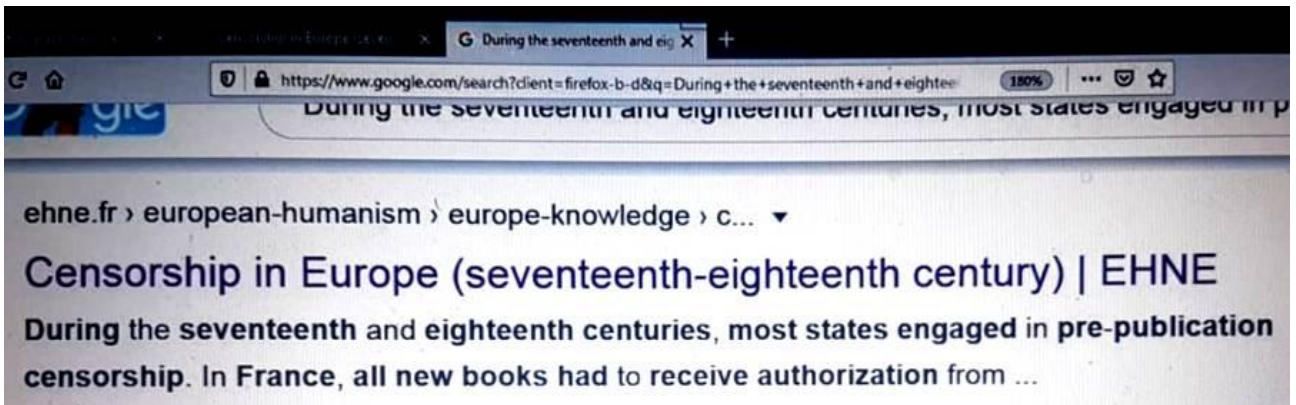 G During the seventeenth and eig X +
https://www.google.com/search?client=firefox-b-d&q=During+the+seventeenth+and+eightee 180% ...
During the seventeenth and eighteenth centuries, most states engaged in p
ehne.fr › european-humanism › europe-knowledge › c... ▼
Censorship in Europe (seventeenth-eighteenth century) | EHNE
During the seventeenth and eighteenth centuries, most states engaged in pre-publication
censorship. In France, all new books had to receive authorization from ...